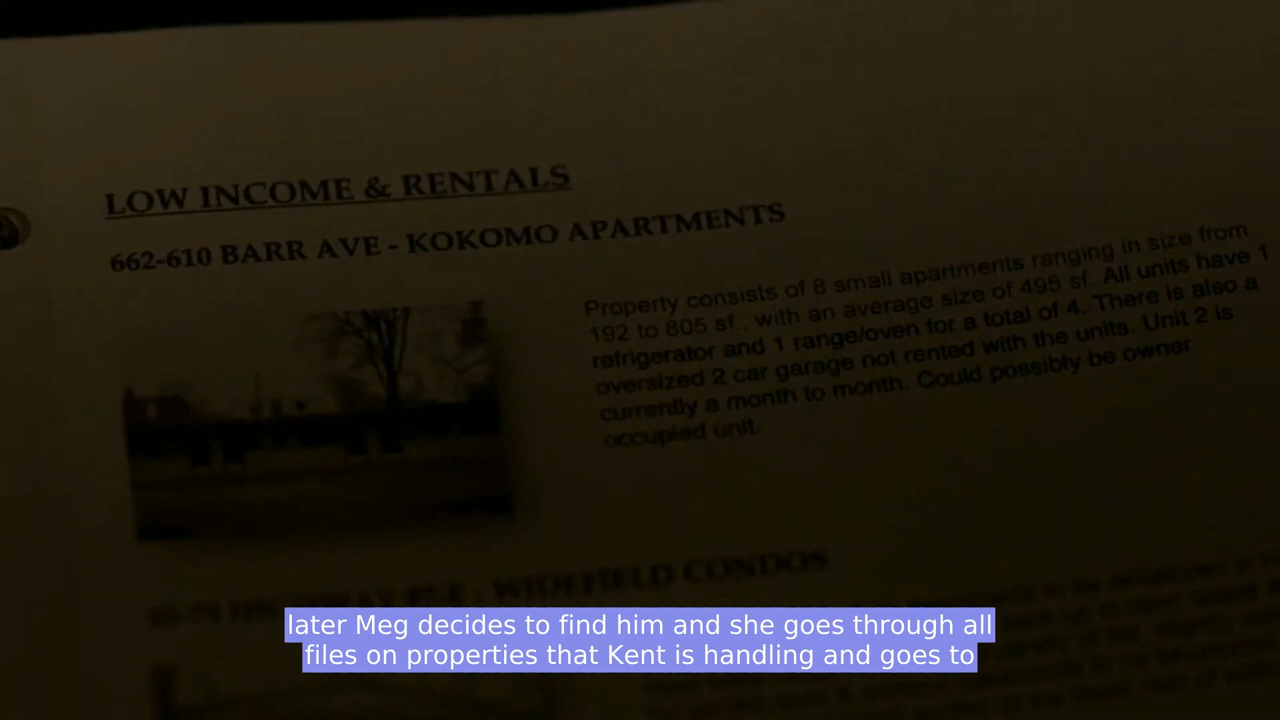 LOW INCOME & RENTALS
662-610 BARR AVE - KOKOMO APARTMENTS
Property consists of 8 small apartments ranging in size from
192 to 805 sf., with an average size of 495 sf. All units have 1
refrigerator and 1 range/oven for a total of 4. There is also a
oversized 2 car garage not rented with the units. Unit 2 is
currently a month to month. Could possibly be owner
occupied unit.
HIGHWAY - WIDEFIELD CONDOS
later Meg decides to find him and she goes through all
files on properties that Kent is handling and goes to